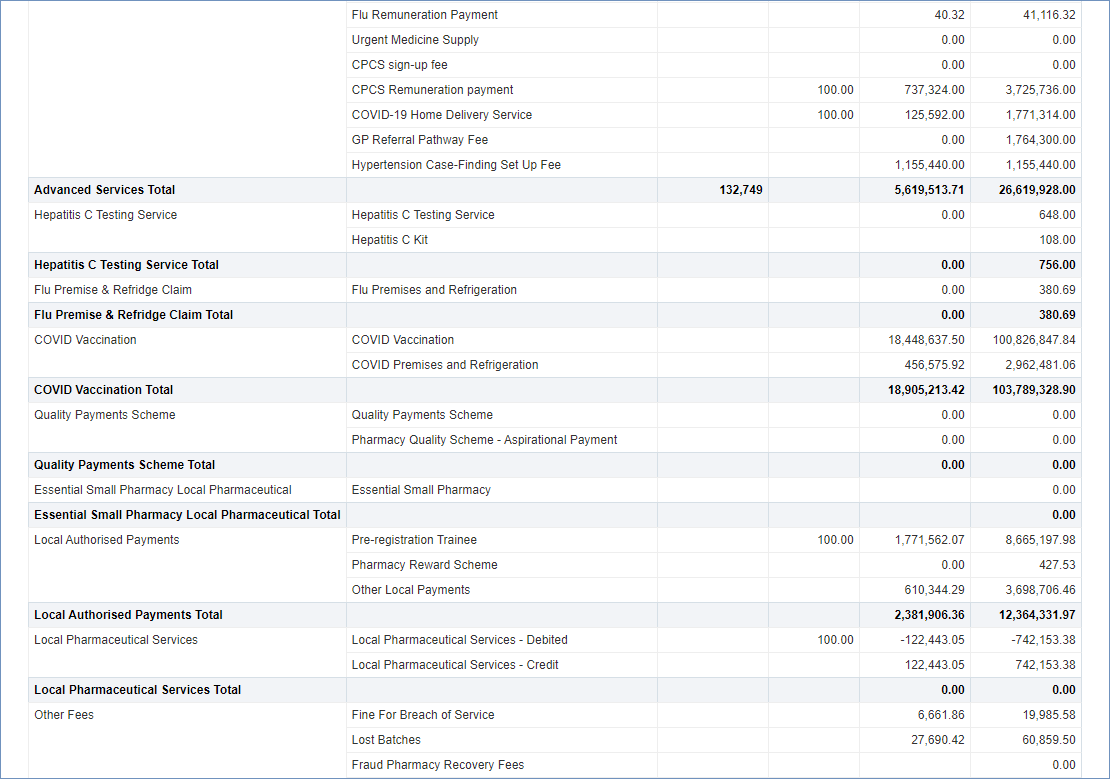 Flu Remuneration Payment 40.32 41,116.32
Urgent Medicine Supply 0.00 0.00
CPCS sign-up fee 0.00 0.00
CPCS Remuneration payment 100.00 737,324.00 3,725,736.00
COVID-19 Home Delivery Service 100.00 125,592.00 1,771,314.00
GP Referral Pathway Fee 0.00 1,764,300.00
Hypertension Case-Finding Set Up Fee 1,155,440.00 1,155,440.00
Advanced Services Total 132,749 5,619,513.71 26,619,928.00
Hepatitis C Testing Service Hepatitis C Testing Service 0.00 648.00
Hepatitis C Kit 108.00
Hepatitis C Testing Service Total 0.00 756.00
Flu Premise & Refridge Claim Flu Premises and Refrigeration 0.00 380.69
Flu Premise & Refridge Claim Total 0.00 380.69
COVID Vaccination COVID Vaccination 18,448,637.50 100,826,847.84
COVID Premises and Refrigeration 456,575.92 2,962,481.06
COVID Vaccination Total 18,905,213.42 103,789,328.90
Quality Payments Scheme Quality Payments Scheme 0.00 0.00
Pharmacy Quality Scheme - Aspirational Payment 0.00 0.00
Quality Payments Scheme Total 0.00 0.00
Essential Small Pharmacy Local Pharmaceutical Essential Small Pharmacy 0.00
Essential Small Pharmacy Local Pharmaceutical Total 0.00
Local Authorised Payments Pre-registration Trainee 100.00 1,771,562.07 8,665,197.98
Pharmacy Reward Scheme 0.00 427.53
Other Local Payments 610,344.29 3,698,706.46
Local Authorised Payments Total 2,381,906.36 12,364,331.97
Local Pharmaceutical Services Local Pharmaceutical Services - Debited 100.00 -122,443.05 -742,153.38
Local Pharmaceutical Services - Credit 122,443.05 742,153.38
Local Pharmaceutical Services Total 0.00 0.00
Other Fees Fine For Breach of Service 6,661.86 19,985.58
Lost Batches 27,690.42 60,859.50
Fraud Pharmacy Recovery Fees 0.00